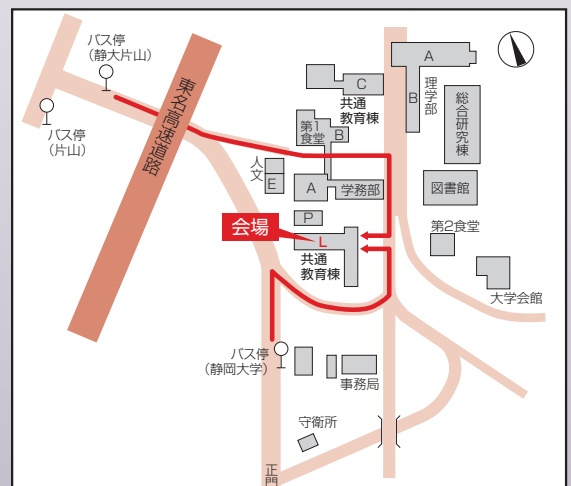 バス停
(静大片山)
バス停
(片山)
東名高速道路
A
B
理学部
C
共通
教育棟
総合研究棟
第1
食堂
B
人文
E
A
学務部
図書館
P
会場
L
共通
教育棟
第2食堂
大学会館
バス停
(静岡大学)
事務局
守衛所
正門